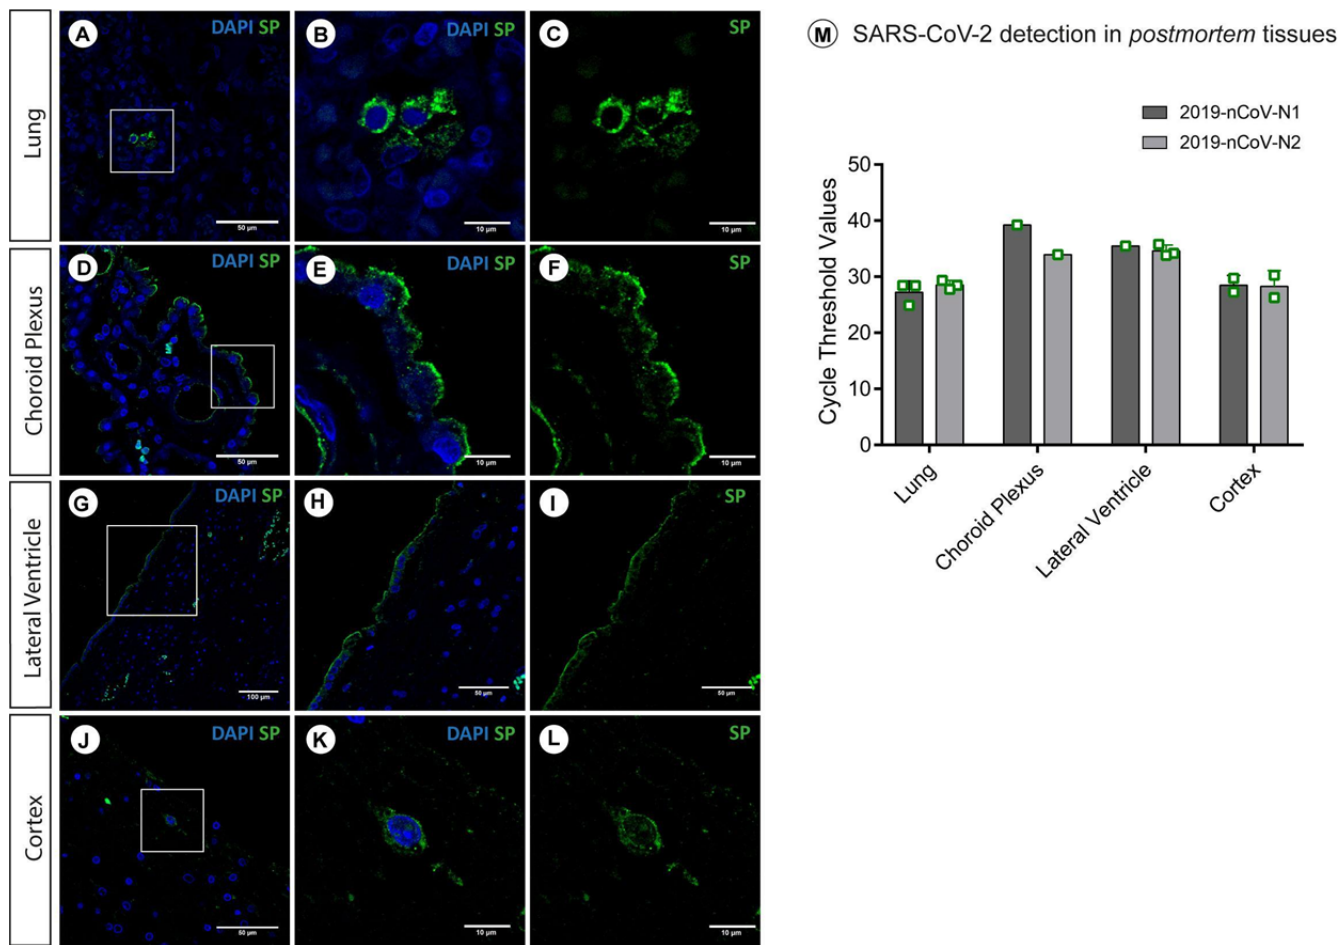 Lung
A DAPI SP
50 µm
B DAPI SP
10 µm
C SP
10 µm
Choroid Plexus
D DAPI SP
50 µm
E DAPI SP
10 µm
F SP
10 µm
Lateral Ventricle
G DAPI SP
100 µm
H DAPI SP
50 µm
I SP
50 µm
Cortex
J DAPI SP
50 µm
K DAPI SP
10 µm
L SP
10 µm
M SARS-CoV-2 detection in postmortem tissues
2019-nCoV-N1
2019-nCoV-N2
Cycle Threshold Values
50
40
30
20
10
0
Lung
Choroid Plexus
Lateral Ventricle
Cortex